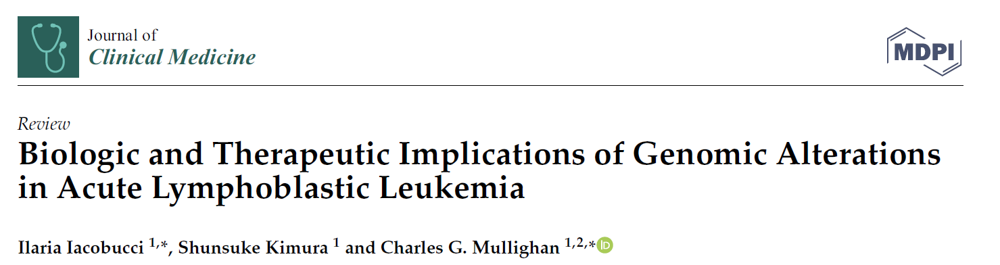 Journal of
Clinical Medicine
MDPI
Review
Biologic and Therapeutic Implications of Genomic Alterations
in Acute Lymphoblastic Leukemia
Ilaria Iacobucci 1,*, Shunsuke Kimura 1 and Charles G. Mullighan 1,2,* iD